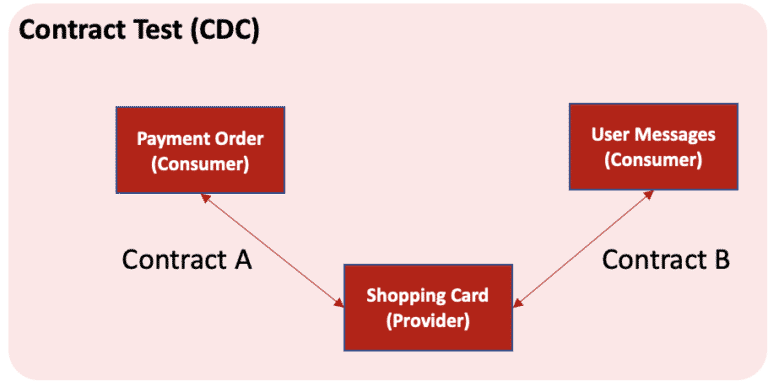 Contract Test (CDC)
Payment Order
(Consumer)
User Messages
(Consumer)
Contract A
Contract B
Shopping Card
(Provider)